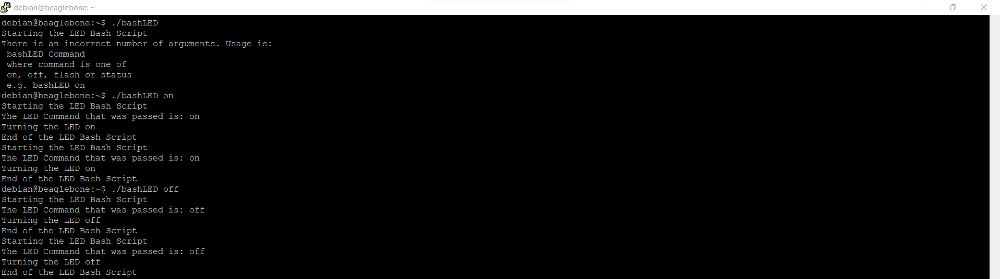 debian@beaglebone: ~
debian@beaglebone:~$ ./bashLED
Starting the LED Bash Script
There is an incorrect number of arguments. Usage is:
 bashLED Command
 where command is one of
 on, off, flash or status
 e.g. bashLED on
debian@beaglebone:~$ ./bashLED on
Starting the LED Bash Script
The LED Command that was passed is: on
Turning the LED on
End of the LED Bash Script
Starting the LED Bash Script
The LED Command that was passed is: on
Turning the LED on
End of the LED Bash Script
debian@beaglebone:~$ ./bashLED off
Starting the LED Bash Script
The LED Command that was passed is: off
Turning the LED off
End of the LED Bash Script
Starting the LED Bash Script
The LED Command that was passed is: off
Turning the LED off
End of the LED Bash Script